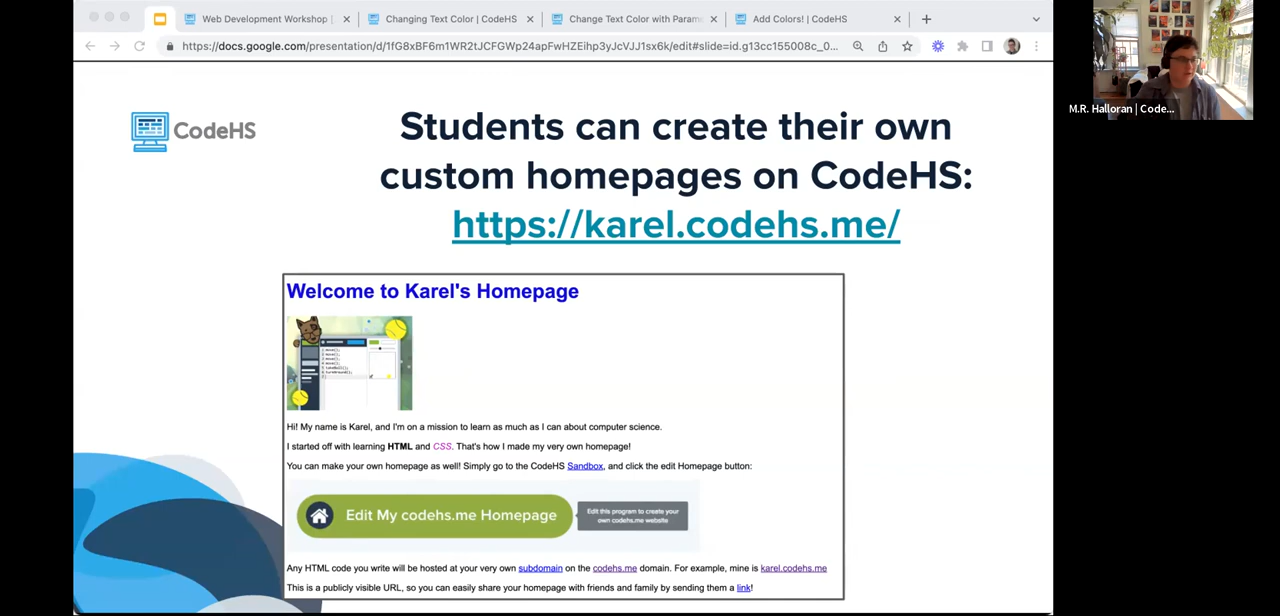 Web Development Workshop |
Changing Text Color | CodeHS
Change Text Color with Param
Add Colors! | CodeHS
https://docs.google.com/presentation/d/1fG8xBF6m1WR2tJCFGWp24apFwHZEihp3yJcVJJ1sx6k/edit#slide=id.g13cc155008c_0...
M.R. Halloran | Code...
CodeHS
Students can create their own
custom homepages on CodeHS:
https://karel.codehs.me/
Welcome to Karel's Homepage
Hi! My name is Karel, and I'm on a mission to learn as much as I can about computer science.
I started off with learning HTML and CSS. That's how I made my very own homepage!
You can make your own homepage as well! Simply go to the CodeHS Sandbox, and click the edit Homepage button:
Edit My codehs.me Homepage
Edit this program to create your
own codehs.me website
Any HTML code you write will be hosted at your very own subdomain on the codehs.me domain. For example, mine is karel.codehs.me
This is a publicly visible URL, so you can easily share your homepage with friends and family by sending them a link!